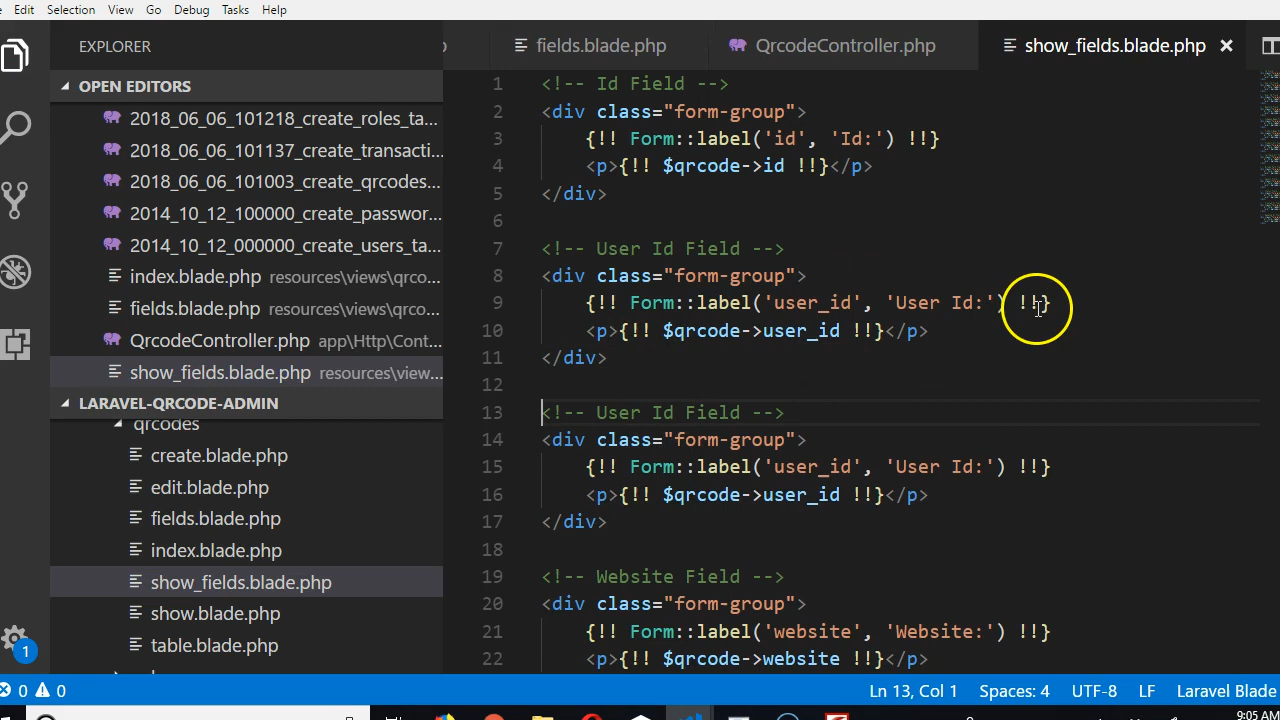 Edit Selection View Go Debug Tasks Help
EXPLORER
fields.blade.php
QrcodeController.php
show_fields.blade.php
OPEN EDITORS
2018_06_06_101218_create_roles_ta...
2018_06_06_101137_create_transacti...
2018_06_06_101003_create_qrcodes...
2014_10_12_100000_create_passwor...
2014_10_12_000000_create_users_ta...
index.blade.php resources\views\qrco...
fields.blade.php resources\views\qrco...
QrcodeController.php app\Http\Cont...
show_fields.blade.php resources\view...
LARAVEL-QRCODE-ADMIN
qrcodes
create.blade.php
edit.blade.php
fields.blade.php
index.blade.php
show_fields.blade.php
show.blade.php
table.blade.php
1 <!-- Id Field -->
2 <div class="form-group">
3 {!! Form::label('id', 'Id:') !!}
4 <p>{!! $qrcode->id !!}</p>
5 </div>
6
7 <!-- User Id Field -->
8 <div class="form-group">
9 {!! Form::label('user_id', 'User Id:') !!}
10 <p>{!! $qrcode->user_id !!}</p>
11 </div>
12
13 <!-- User Id Field -->
14 <div class="form-group">
15 {!! Form::label('user_id', 'User Id:') !!}
16 <p>{!! $qrcode->user_id !!}</p>
17 </div>
18
19 <!-- Website Field -->
20 <div class="form-group">
21 {!! Form::label('website', 'Website:') !!}
22 <p>{!! $qrcode->website !!}</p>
1
0 0 Ln 13, Col 1 Spaces: 4 UTF-8 LF Laravel Blade
9:05 AM